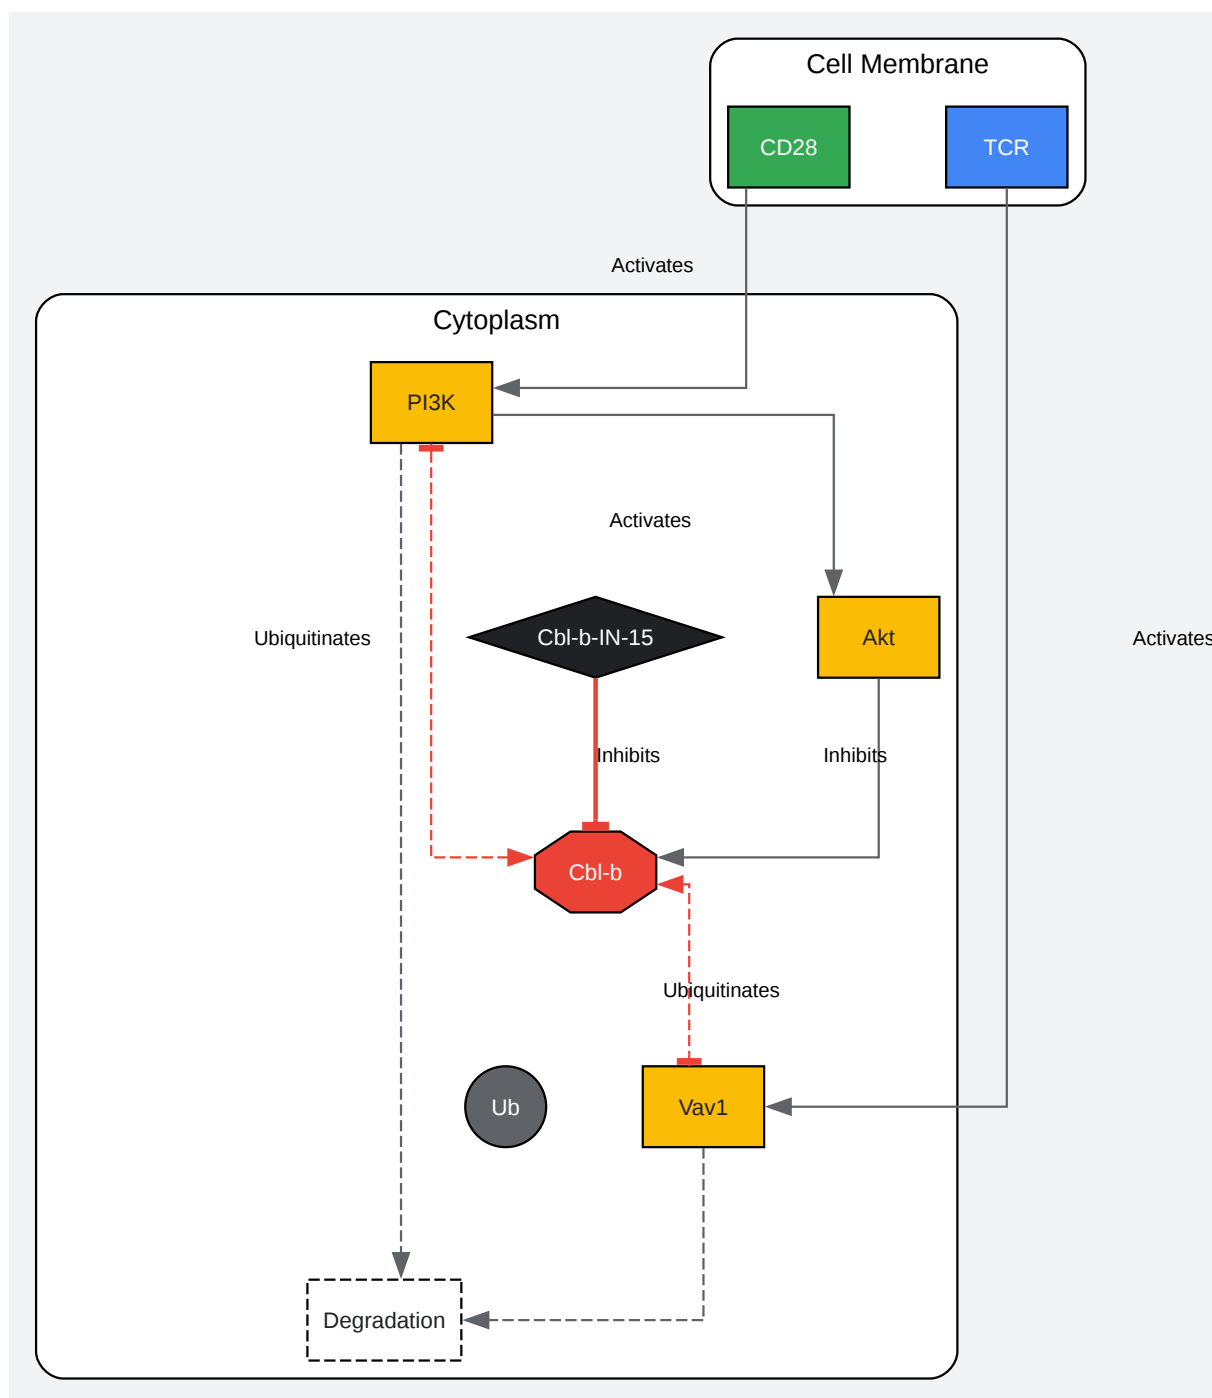 Cell Membrane
CD28
TCR
Activates
Cytoplasm
PI3K
Activates
Ubiquitinates
Cbl-b-IN-15
Akt
Activates
Inhibits
Inhibits
Cbl-b
Ubiquitinates
Ub
Vav1
Degradation